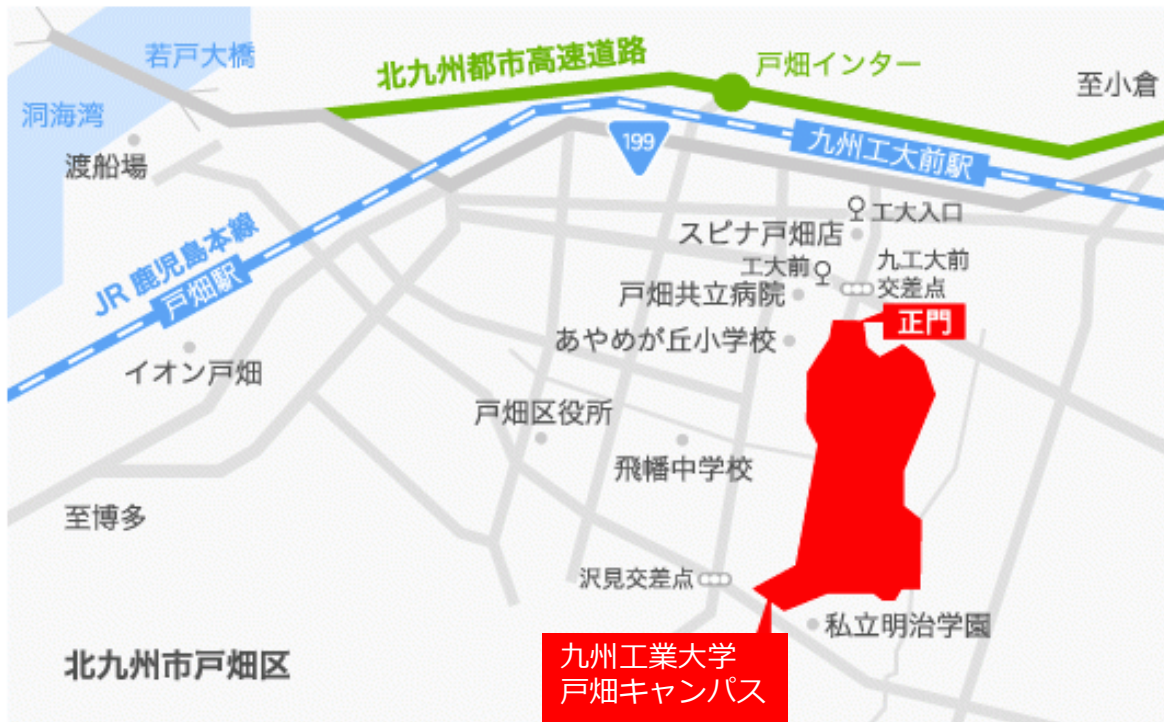 若戸大橋
北九州都市高速道路
戸畑インター
至小倉
洞海湾
199
九州工大前駅
渡船場
工大入口
スピナ戸畑店
JR 鹿児島本線
工大前
九工大前
交差点
戸畑駅
戸畑共立病院
正門
あやめが丘小学校
イオン戸畑
戸畑区役所
飛幡中学校
至博多
沢見交差点
私立明治学園
九州工業大学
戸畑キャンパス
北九州市戸畑区